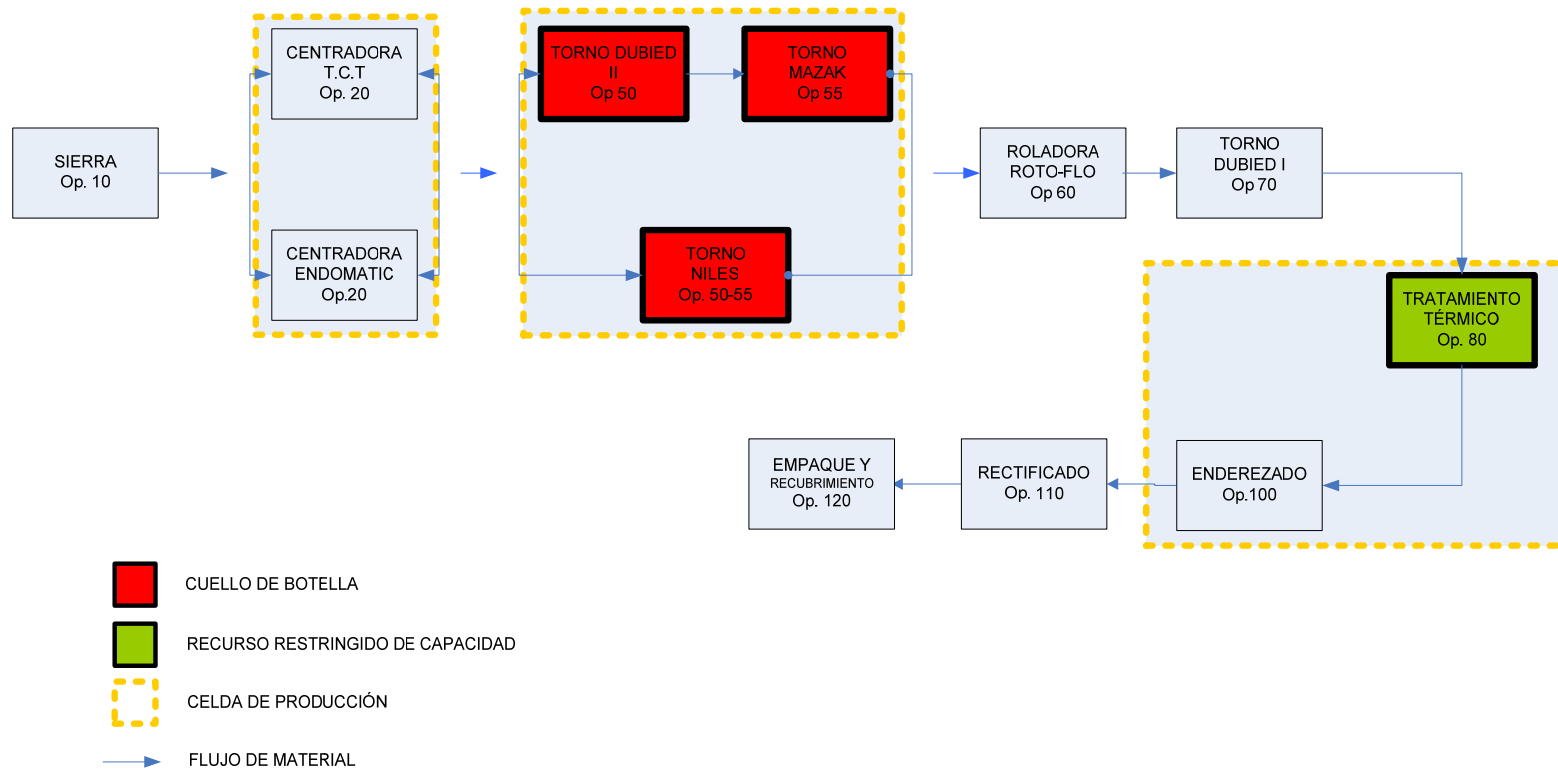 SIERRA
Op. 10
CENTRADORA
T.C.T
Op. 20
CENTRADORA
ENDOMATIC
Op.20
TORNO DUBIED
II
Op 50
TORNO
MAZAK
Op 55
TORNO
NILES
Op. 50-55
ROLADORA
ROTO-FLO
Op 60
TORNO
DUBIED I
Op 70
TRATAMIENTO
TÉRMICO
Op. 80
ENDEREZADO
Op.100
RECTIFICADO
Op. 110
EMPAQUE Y
RECUBRIMIENTO
Op. 120
CUELLO DE BOTELLA
RECURSO RESTRINGIDO DE CAPACIDAD
CELDA DE PRODUCCIÓN
FLUJO DE MATERIAL